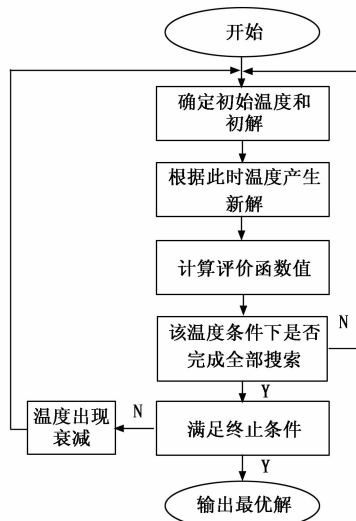 开始
确定初始温度和
初解
根据此时温度产生
新解
计算评价函数值
该温度条件下是否
完成全部搜索
N
Y
温度出现
衰减
N
满足终止条件
Y
输出最优解